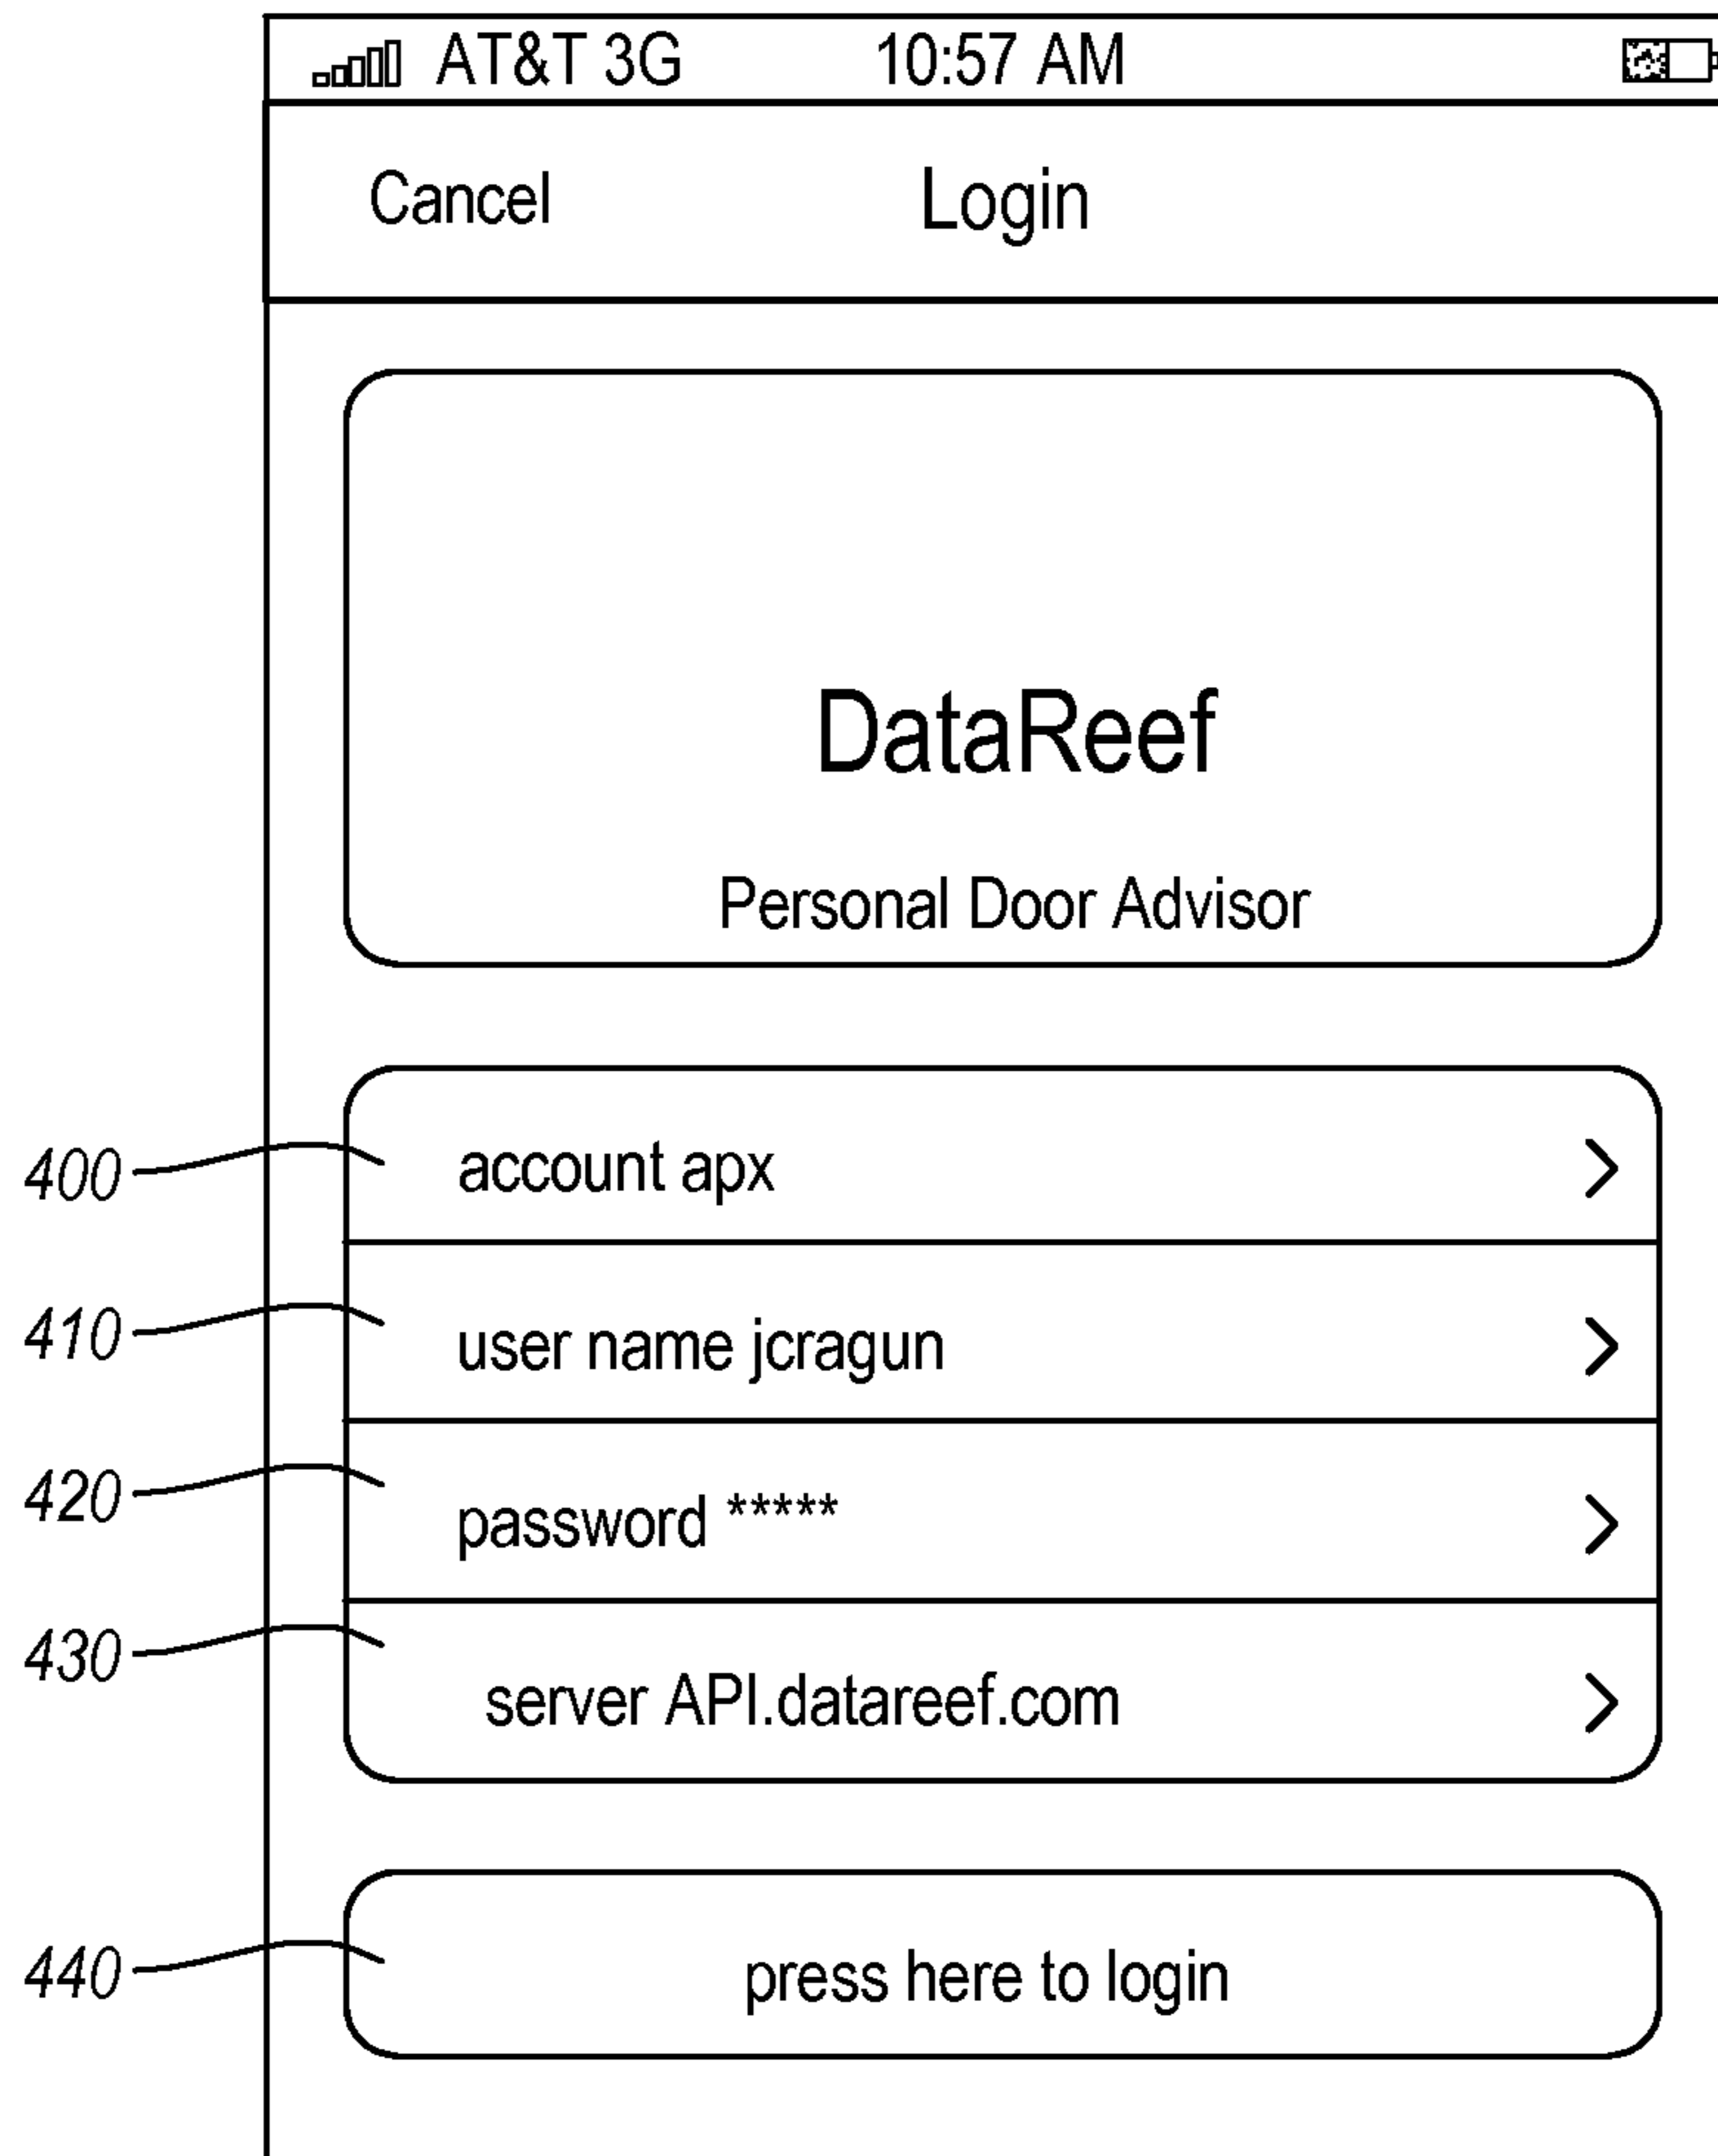 AT&T 3G 10:57 AM
Cancel Login
DataReef
Personal Door Advisor
400 account apx >
410 user name jcragun >
420 password ***** >
430 server API.datareef.com >
440 press here to login